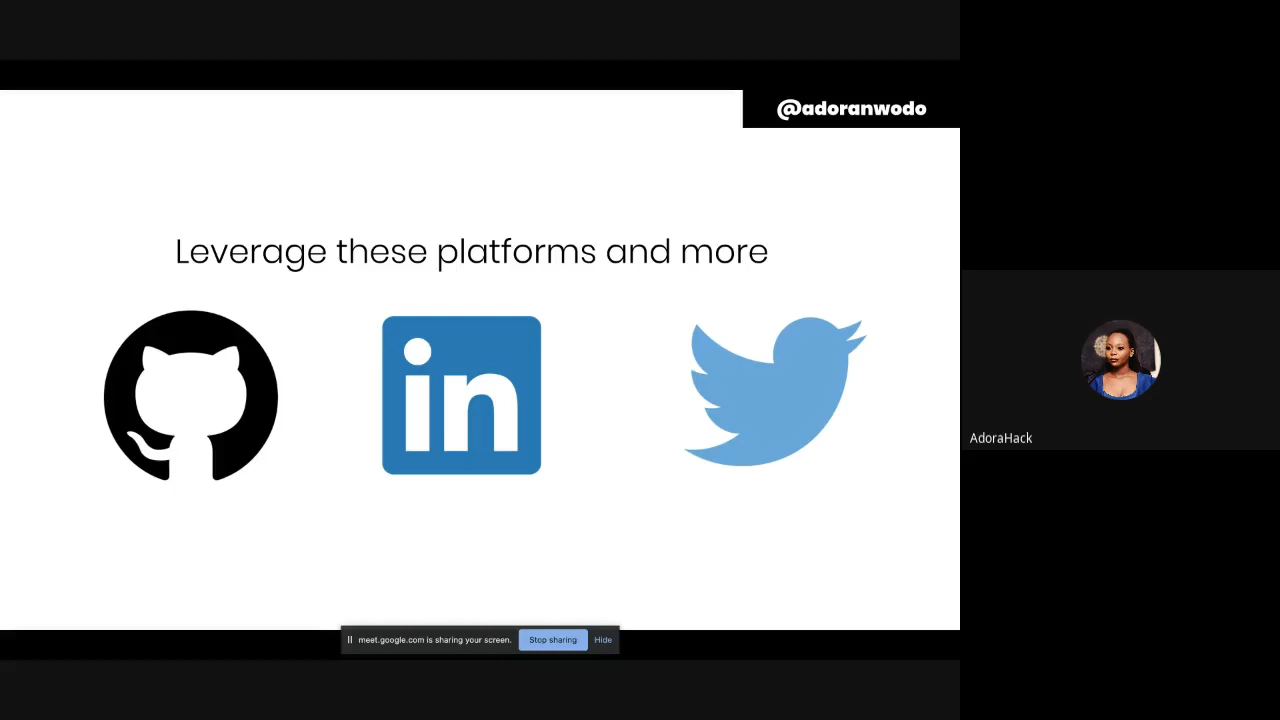 @adoranwodo
Leverage these platforms and more
in
AdoraHack
meet.google.com is sharing your screen. Stop sharing Hide